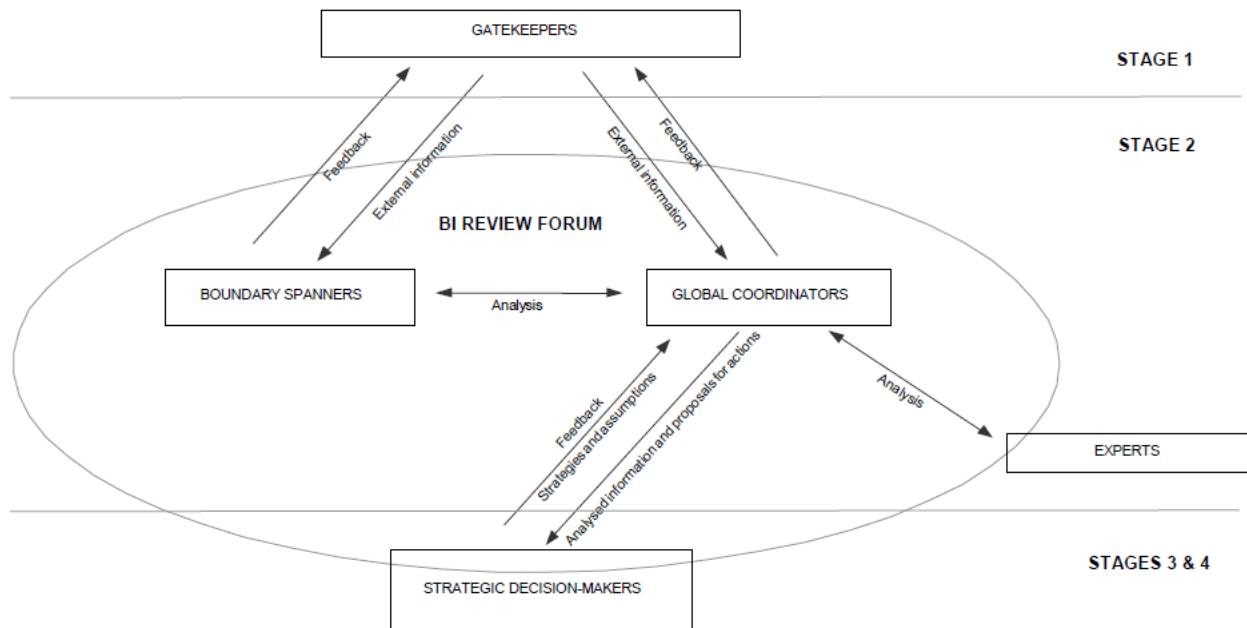 GATEKEEPERS
STAGE 1
STAGE 2
Feedback
External information
External information
Feedback
BI REVIEW FORUM
BOUNDARY SPANNERS
Analysis
GLOBAL COORDINATORS
Feedback
Strategies and assumptions
Analysed information and proposals for actions
Analysis
EXPERTS
STAGES 3 & 4
STRATEGIC DECISION-MAKERS